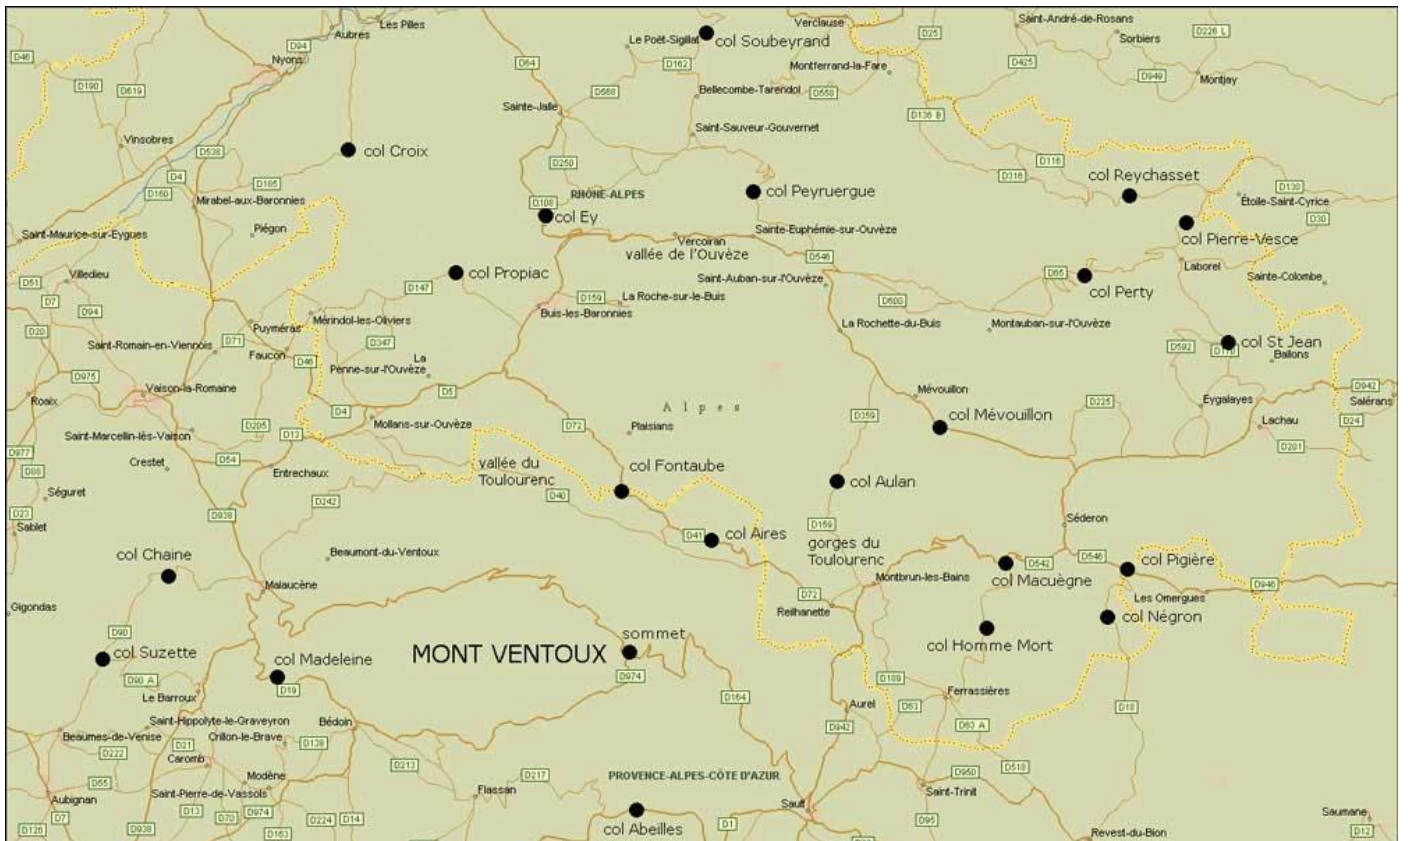 Les Pilles
Aubres
D94
Nyons
D46
D190
D619
Vinsobres
D538
D4
D160
D185
Mirabel-aux-Baronnies
Piégon
Saint-Maurice-sur-Eygues
col Croix
D64
Le Poët-Sigillat
col Soubeyrand
Verclause
D25
Saint-André-de-Rosans
Sorbiers
D226 L
D162
Montferrand-la-Fare
D425
D949
Montjay
D568
Bellecombe-Tarendol
D550
Sainte-Jalle
D136 B
Saint-Sauveur-Gouvernet
D250
RHÔNE-ALPES
D108
col Ey
col Peyruergue
D116
D316
col Reychasset
D130
Étoile-Saint-Cyrice
D30
col Pierre-Vesce
Vercoiran
Sainte-Euphémie-sur-Ouvèze
vallée de l'Ouvèze
D546
Laborel
Sainte-Colombe
D51
Villedieu
D7
D94
D20
col Propiac
D147
Saint-Auban-sur-l'Ouvèze
D65
col Perty
D159
La Roche-sur-le-Buis
Buis-les-Baronnies
D600
La Rochette-du-Buis
Montauban-sur-l'Ouvèze
Puyméras
Mérindol-les-Oliviers
D71
D347
Saint-Romain-en-Viennois
Faucon
D46
La
Penne-sur-l'Ouvèze
D592
D170
col St Jean
Ballons
D975
Vaison-la-Romaine
Roaix
D5
D4
Mévouillon
D942
Salérans
Alpes
D359
col Mévouillon
D225
Eygalayes
Lachau
D24
D201
D205
D13
Mollans-sur-Ouvèze
D72
Plaisians
Saint-Marcellin-lès-Vaison
D977
D88
Crestet
D54
Entrechaux
vallée du
Toulourenc
col Fontaube
D40
col Aulan
Séguret
D23
Sablet
D938
D242
Séderon
col Chaine
Beaumont-du-Ventoux
D41
col Aires
D159
gorges du
Toulourenc
D542
D546
col Pigière
Malaucène
Montbrun-les-Bains
col Macuègne
D946
Les Omergues
Gigondas
D72
Reilhanette
col Négron
D90
sommet
col Suzette
col Madeleine
MONT VENTOUX
col Homme Mort
D90 A
D19
D974
D189
Le Barroux
D164
Ferrassières
Aurel
D63
D63 A
D18
D942
Saint-Hippolyte-le-Graveyron
Bédoin
Beaumes-de-Venise
D21
Crillon-le-Brave
D138
D222
Caromb
D213
D217
PROVENCE-ALPES-CÔTE D'AZUR
D950
D518
D55
Modène
Flassan
Aubignan
Saint-Pierre-de-Vassols
Sault
Saint-Trinit
D13
D974
D7
D70
D224
D14
D126
D938
D163
col Abeilles
D1
D95
Saumane
D12
Revest-du-Bion